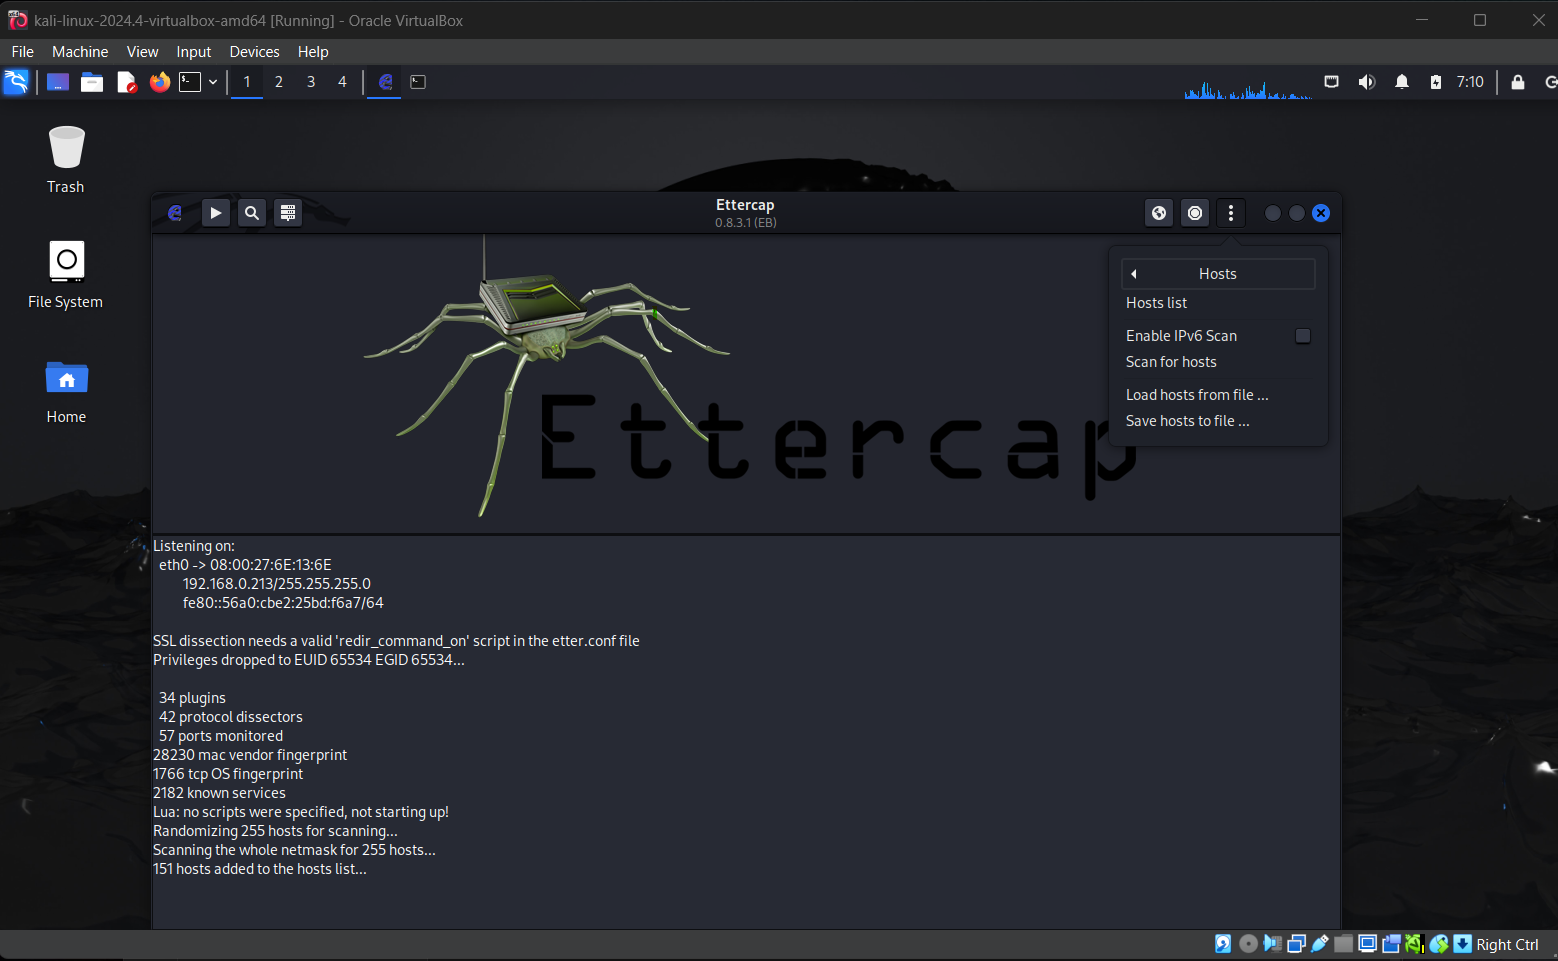 kali-linux-2024.4-virtualbox-amd64 [Running] - Oracle VirtualBox
File Machine View Input Devices Help
1 2 3 4 7:10
Trash
File System
Home
Ettercap
0.8.3.1 (EB)
Hosts
Hosts list
Enable IPv6 Scan
Scan for hosts
Load hosts from file ...
Save hosts to file ...
Ettercap
Listening on:
eth0 -> 08:00:27:6E:13:6E
192.168.0.213/255.255.255.0
fe80::56a0:cbe2:25bd:f6a7/64
SSL dissection needs a valid 'redir_command_on' script in the etter.conf file
Privileges dropped to EUID 65534 EGID 65534...
34 plugins
42 protocol dissectors
57 ports monitored
28230 mac vendor fingerprint
1766 tcp OS fingerprint
2182 known services
Lua: no scripts were specified, not starting up!
Randomizing 255 hosts for scanning...
Scanning the whole netmask for 255 hosts...
151 hosts added to the hosts list...
Right Ctrl